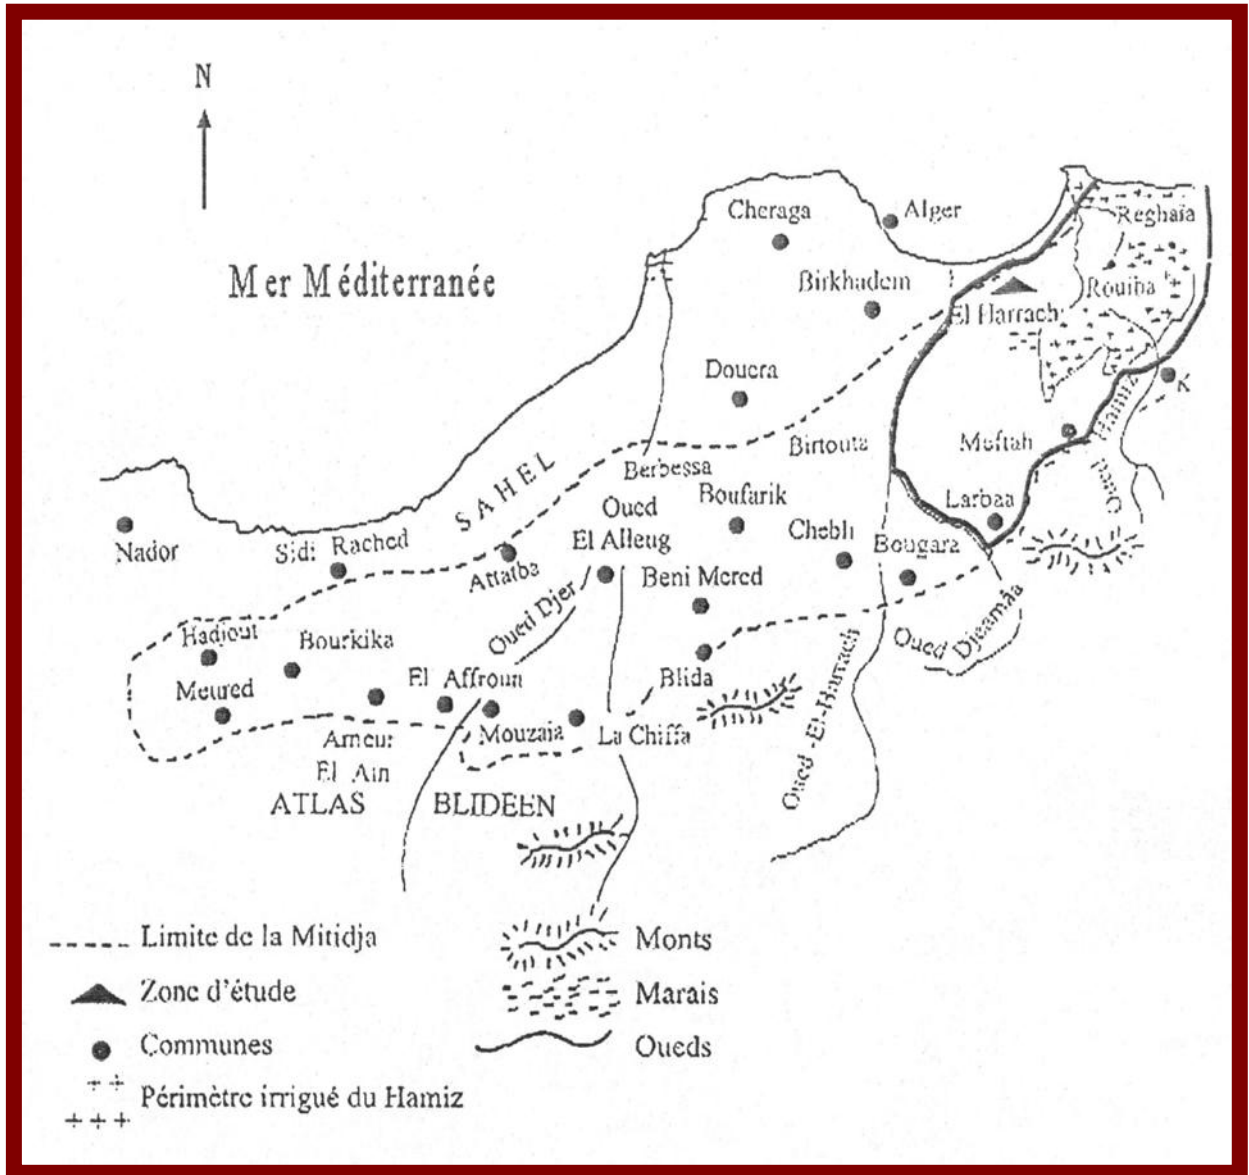 N
Mer Méditerranée
Cheraga
Alger
Reghaia
Birkhadem
Rouiba
El Harrach
Douera
K
Birtouta
Meftah
Oued Hamiz
SAHEL
Berbessa
Boufarik
Larbaa
Oued
El Alleug
Chebli
Bougara
Nador
Sidi Rached
Attatba
Beni Mered
Oued Djer
Oued Djeamâa
Hadjout
Bourkika
Blida
El Affroun
Meured
Mouzaia
La Chiffa
Oued -El-Harrach
Ameur
El Ain
ATLAS BLIDEEN
Limite de la Mitidja
Monts
Zone d'étude
Marais
Communes
Oueds
Périmètre irrigué du Hamiz